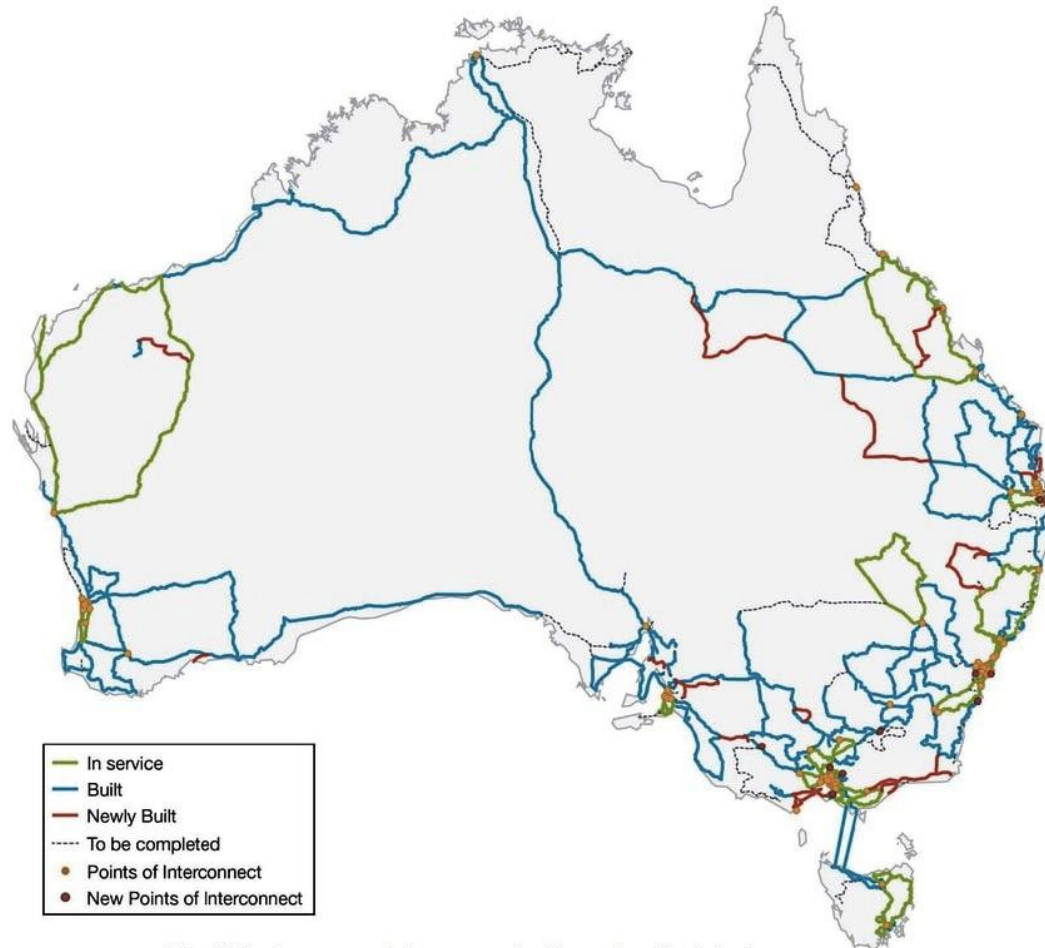 In service
Built
Newly Built
To be completed
Points of Interconnect
New Points of Interconnect